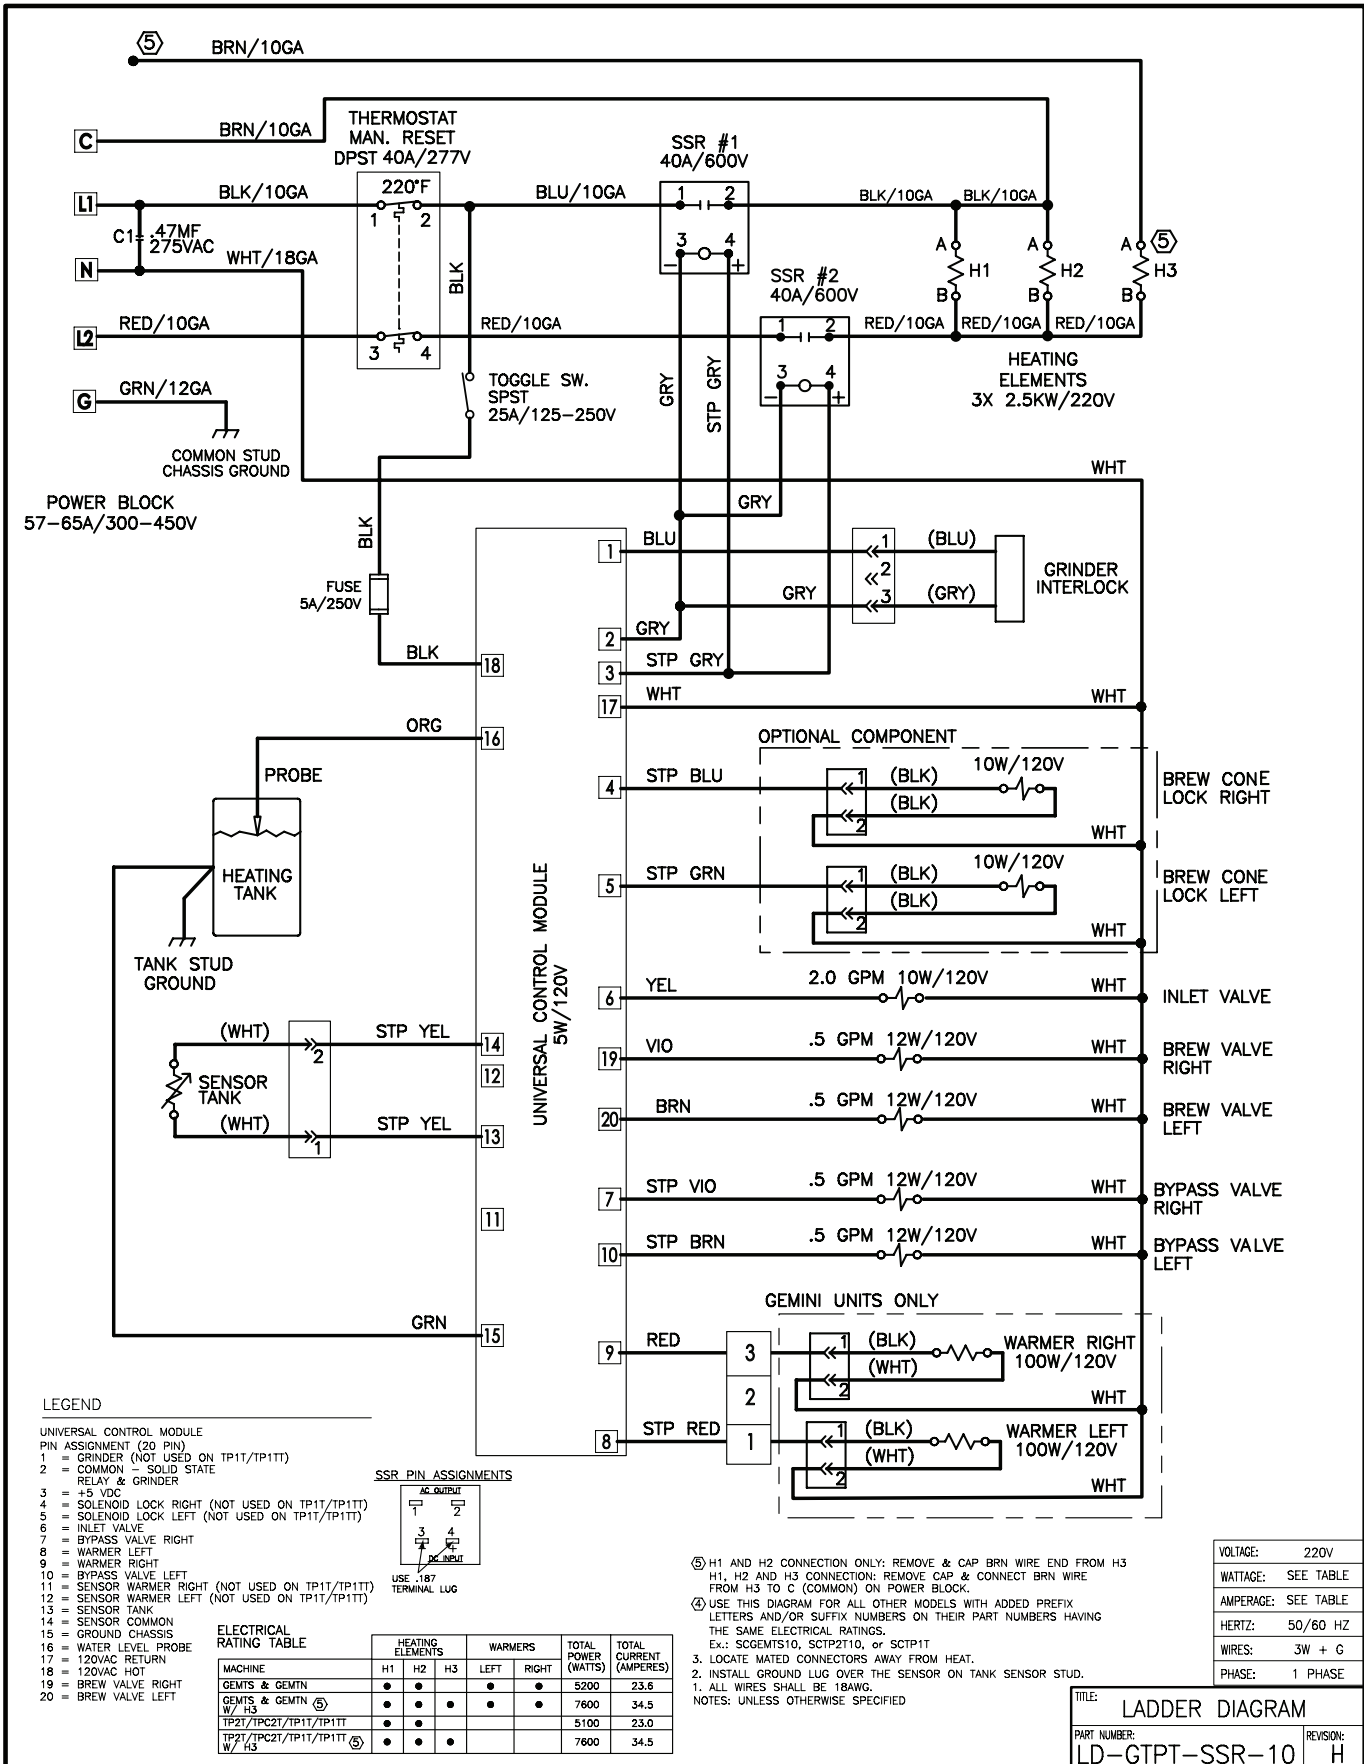 5
BRN/10GA
C
BRN/10GA
THERMOSTAT
MAN. RESET
DPST 40A/277V
SSR #1
40A/600V
L1
BLK/10GA
220°F
1 2
BLU/10GA
1 2
BLK/10GA BLK/10GA
C1 .47MF
275VAC
3 4
- +
A A A 5
H1 H2 H3
B B B
N
WHT/18GA
BLK
SSR #2
40A/600V
L2
RED/10GA
3 4
RED/10GA
1 2
RED/10GA RED/10GA RED/10GA
3 4
- +
HEATING
ELEMENTS
3X 2.5KW/220V
G
GRN/12GA
COMMON STUD
CHASSIS GROUND
TOGGLE SW.
SPST
25A/125-250V
GRY
STP GRY
WHT
POWER BLOCK
57-65A/300-450V
GRY
BLK
FUSE
5A/250V
BLK
18
1
BLU
1
2
3
(BLU)
GRY
(GRY)
GRINDER
INTERLOCK
2
GRY
3
STP GRY
17
WHT
WHT
ORG
16
PROBE
HEATING
TANK
TANK STUD
GROUND
OPTIONAL COMPONENT
4
STP BLU
1
2
(BLK)
(BLK)
10W/120V
WHT
BREW CONE
LOCK RIGHT
5
STP GRN
1
2
(BLK)
(BLK)
10W/120V
WHT
BREW CONE
LOCK LEFT
UNIVERSAL CONTROL MODULE
5W/120V
6
YEL
2.0 GPM 10W/120V
WHT
INLET VALVE
(WHT)
2
STP YEL
14
12
SENSOR
TANK
(WHT)
1
STP YEL
13
19
VIO
.5 GPM 12W/120V
WHT
BREW VALVE
RIGHT
20
BRN
.5 GPM 12W/120V
WHT
BREW VALVE
LEFT
11
7
STP VIO
.5 GPM 12W/120V
WHT
BYPASS VALVE
RIGHT
10
STP BRN
.5 GPM 12W/120V
WHT
BYPASS VALVE
LEFT
GRN
15
GEMINI UNITS ONLY
9
RED
3
2
1
1
2
(BLK)
(WHT)
WARMER RIGHT
100W/120V
WHT
8
STP RED
1
2
(BLK)
(WHT)
WARMER LEFT
100W/120V
WHT
LEGEND
UNIVERSAL CONTROL MODULE
PIN ASSIGNMENT (20 PIN)
1 = GRINDER (NOT USED ON TP1T/TP1TT)
2 = COMMON - SOLID STATE
RELAY & GRINDER
3 = +5 VDC
4 = SOLENOID LOCK RIGHT (NOT USED ON TP1T/TP1TT)
5 = SOLENOID LOCK LEFT (NOT USED ON TP1T/TP1TT)
6 = INLET VALVE
7 = BYPASS VALVE RIGHT
8 = WARMER LEFT
9 = WARMER RIGHT
10 = BYPASS VALVE LEFT
11 = SENSOR WARMER RIGHT (NOT USED ON TP1T/TP1TT)
12 = SENSOR WARMER LEFT (NOT USED ON TP1T/TP1TT)
13 = SENSOR TANK
14 = SENSOR COMMON
15 = GROUND CHASSIS
16 = WATER LEVEL PROBE
17 = 120VAC RETURN
18 = 120VAC HOT
19 = BREW VALVE RIGHT
20 = BREW VALVE LEFT
SSR PIN ASSIGNMENTS
AC OUTPUT
1 2
3 4
- +
DC INPUT
USE .187
TERMINAL LUG
ELECTRICAL
RATING TABLE
HEATING ELEMENTS WARMERS TOTAL POWER (WATTS) TOTAL CURRENT (AMPERES)
MACHINE H1 H2 H3 LEFT RIGHT
GEMTS & GEMTN ● ● ● ● 5200 23.6
GEMTS & GEMTN W/ H3 5 ● ● ● ● ● 7600 34.5
TP2T/TPC2T/TP1T/TP1TT ● ● 5100 23.0
TP2T/TPC2T/TP1T/TP1TT W/ H3 5 ● ● ● 7600 34.5
5 H1 AND H2 CONNECTION ONLY: REMOVE & CAP BRN WIRE END FROM H3
H1, H2 AND H3 CONNECTION: REMOVE CAP & CONNECT BRN WIRE
FROM H3 TO C (COMMON) ON POWER BLOCK.
4 USE THIS DIAGRAM FOR ALL OTHER MODELS WITH ADDED PREFIX
LETTERS AND/OR SUFFIX NUMBERS ON THEIR PART NUMBERS HAVING
THE SAME ELECTRICAL RATINGS.
Ex.: SCGEMTS10, SCTP2T10, or SCTP1T
3. LOCATE MATED CONNECTORS AWAY FROM HEAT.
2. INSTALL GROUND LUG OVER THE SENSOR ON TANK SENSOR STUD.
1. ALL WIRES SHALL BE 18AWG.
NOTES: UNLESS OTHERWISE SPECIFIED
VOLTAGE: 220V
WATTAGE: SEE TABLE
AMPERAGE: SEE TABLE
HERTZ: 50/60 HZ
WIRES: 3W + G
PHASE: 1 PHASE
TITLE:
LADDER DIAGRAM
PART NUMBER: REVISION:
LD-GTPT-SSR-10 H